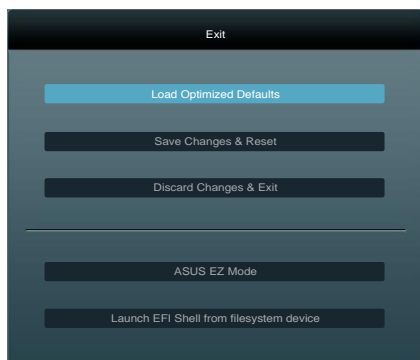 Exit
Load Optimized Defaults
Save Changes & Reset
Discard Changes & Exit
ASUS EZ Mode
Launch EFI Shell from filesystem device